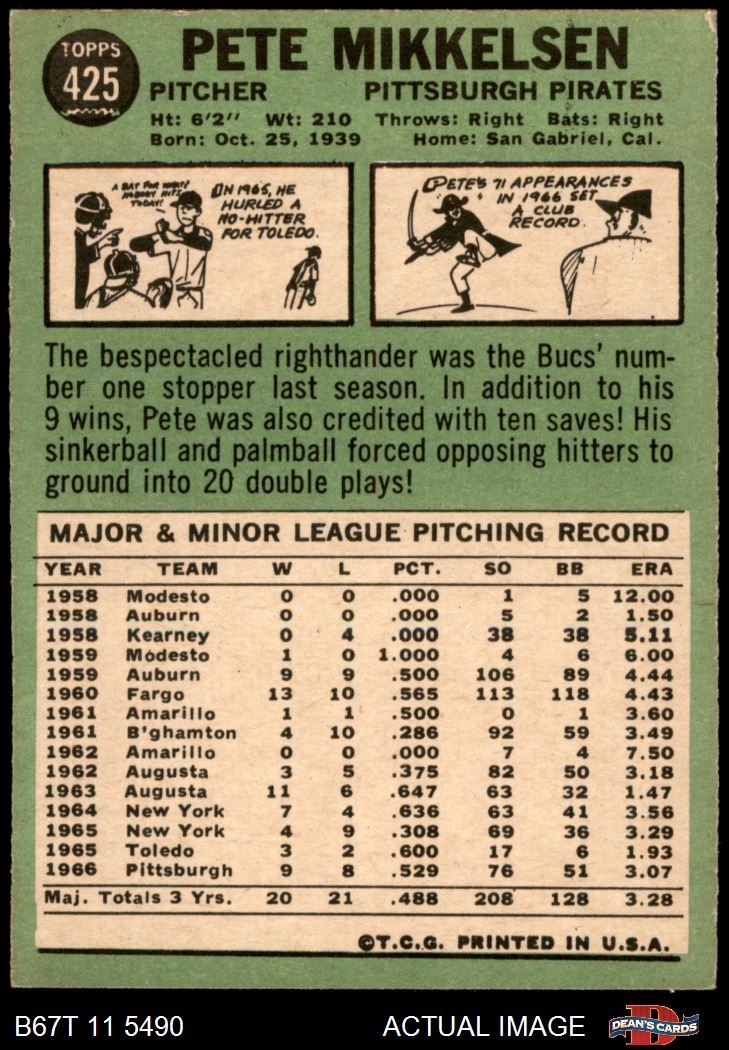 TOPPS
425
PETE MIKKELSEN
PITCHER PITTSBURGH PIRATES
Ht: 6'2" Wt: 210 Throws: Right Bats: Right
Born: Oct. 25, 1939 Home: San Gabriel, Cal.
A BAT FOR WHAT?
NOBODY HITS
TODAY!
IN 1965, HE
HURLED A
NO-HITTER
FOR TOLEDO.
PETE'S 71 APPEARANCES
IN 1966 SET
A CLUB
RECORD.
The bespectacled righthander was the Bucs' num-
ber one stopper last season. In addition to his
9 wins, Pete was also credited with ten saves! His
sinkerball and palmball forced opposing hitters to
ground into 20 double plays!
MAJOR & MINOR LEAGUE PITCHING RECORD
YEAR TEAM W L PCT. SO BB ERA
1958 Modesto 0 0 .000 1 5 12.00
1958 Auburn 0 0 .000 5 2 1.50
1958 Kearney 0 4 .000 38 38 5.11
1959 Modesto 1 0 1.000 4 6 6.00
1959 Auburn 9 9 .500 106 89 4.44
1960 Fargo 13 10 .565 113 118 4.43
1961 Amarillo 1 1 .500 0 1 3.60
1961 B'ghamton 4 10 .286 92 59 3.49
1962 Amarillo 0 0 .000 7 4 7.50
1962 Augusta 3 5 .375 82 50 3.18
1963 Augusta 11 6 .647 63 32 1.47
1964 New York 7 4 .636 63 41 3.56
1965 New York 4 9 .308 69 36 3.29
1965 Toledo 3 2 .600 17 6 1.93
1966 Pittsburgh 9 8 .529 76 51 3.07
Maj. Totals 3 Yrs. 20 21 .488 208 128 3.28
©T.C.G. PRINTED IN U.S.A.
B67T 11 5490 ACTUAL IMAGE
D
DEAN'S CARDS